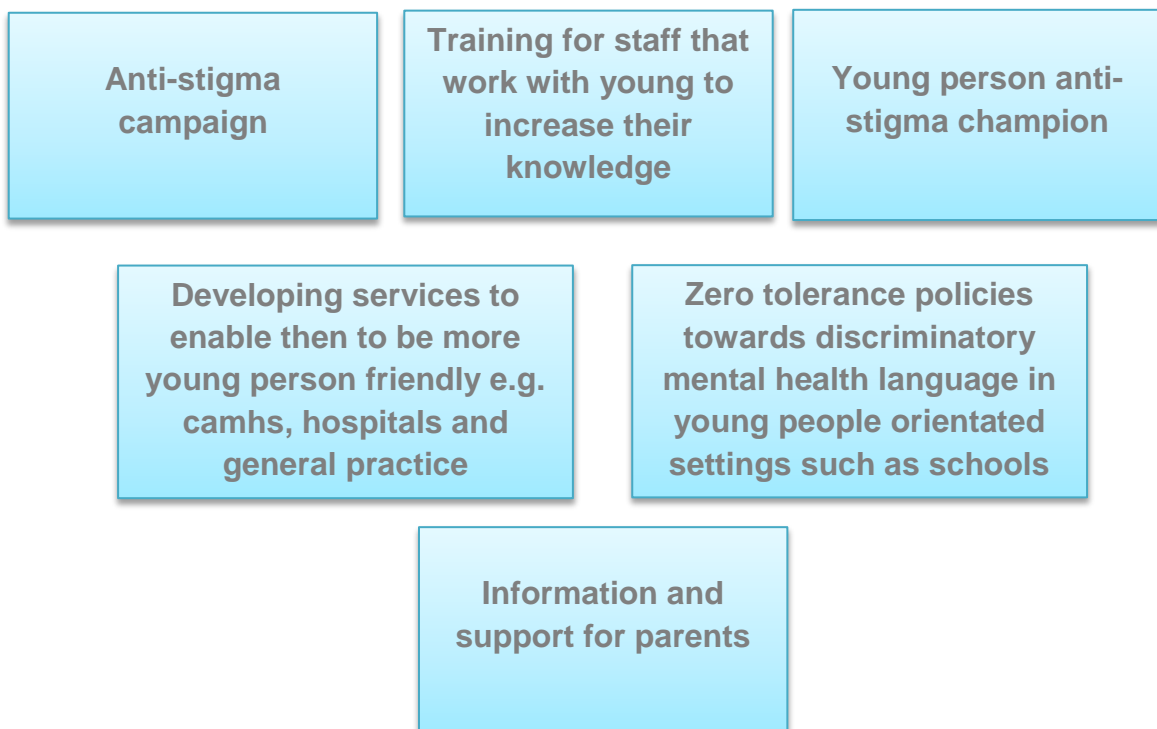 Anti-stigma
campaign
Training for staff that
work with young to
increase their
knowledge
Young person anti-
stigma champion
Developing services to
enable then to be more
young person friendly e.g.
camhs, hospitals and
general practice
Zero tolerance policies
towards discriminatory
mental health language in
young people orientated
settings such as schools
Information and
support for parents